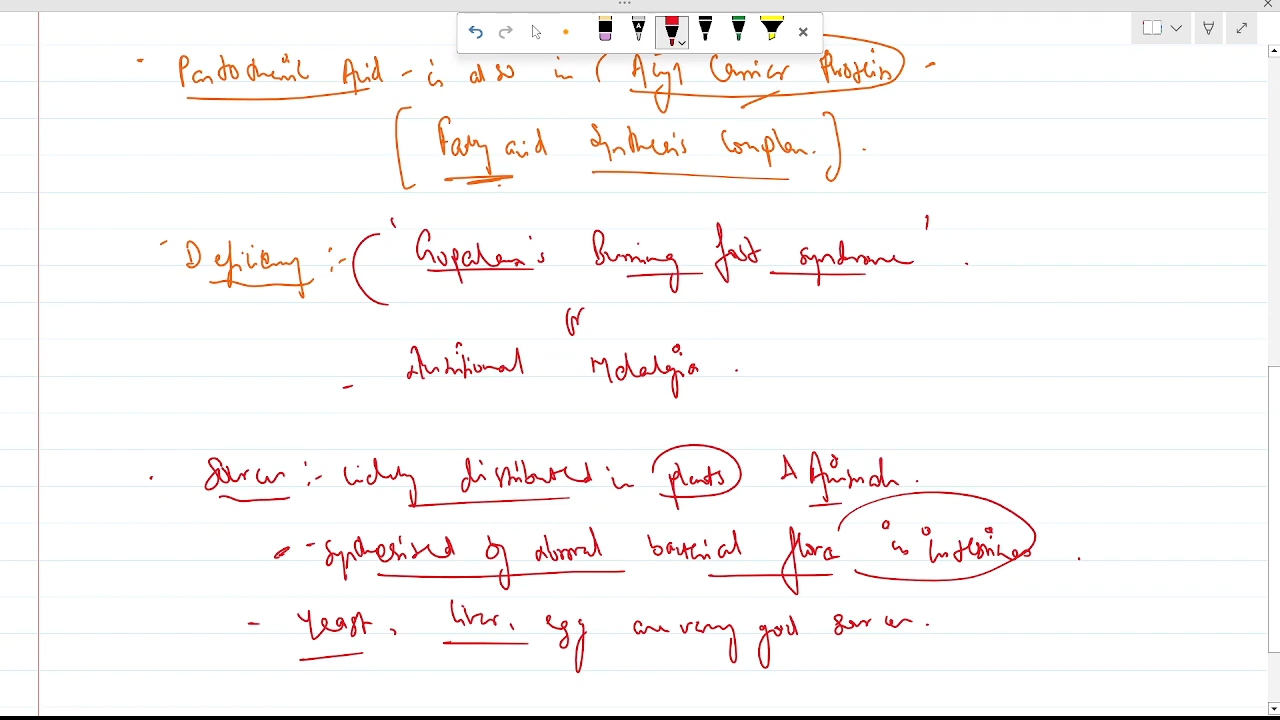 Pantothenic Acid - is also in (Acyl Carrier Protein) -
[Fatty acid Synthesis Complex.].
Deficiency :- ( 'Gopalan's Burning foot syndrome'.
or
- Nutritional Melalgia.
. Sources :- Widely distributed in plants & Animals.
- Synthesised by normal bacterial flora in intestines.
- Yeast, liver, egg are very good sources.